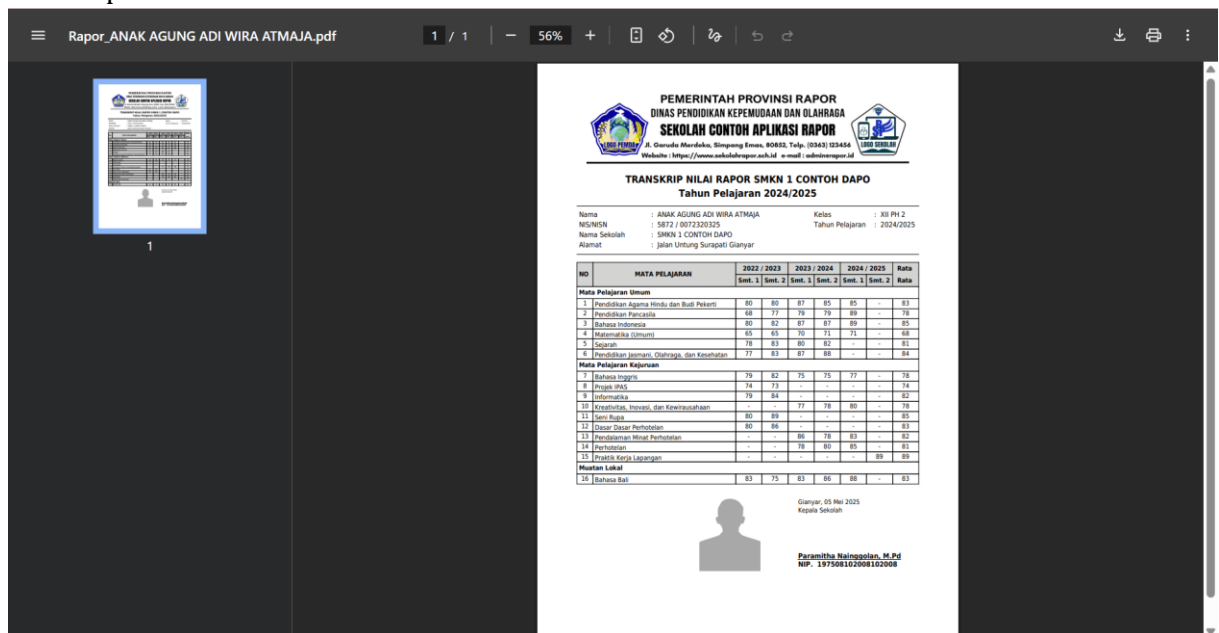 Rapor_ANAK AGUNG ADI WIRA ATMAJA.pdf
1 / 1
56%
1
PEMERINTAH PROVINSI RAPOR
DINAS PENDIDIKAN KEPEMUDAAN DAN OLAHRAGA
SEKOLAH CONTOH APLIKASI RAPOR
Jl. Garuda Merdeka, Simpang Emas, 80852, Telp. (0363) 123456
Website : https://www.sekolahrapor.sch.id e-mail : adminerapor.id
LOGO PEMDA
LOGO SEKOLAH
TRANSKRIP NILAI RAPOR SMKN 1 CONTOH DAPO
Tahun Pelajaran 2024/2025
Nama : ANAK AGUNG ADI WIRA ATMAJA Kelas : XII PH 2
NIS/NISN : 5872 / 0072320325 Tahun Pelajaran : 2024/2025
Nama Sekolah : SMKN 1 CONTOH DAPO
Alamat : Jalan Untung Surapati Gianyar
NO MATA PELAJARAN 2022 / 2023 2023 / 2024 2024 / 2025 Rata
Smt. 1 Smt. 2 Smt. 1 Smt. 2 Smt. 1 Smt. 2 Rata
Mata Pelajaran Umum
1 Pendidikan Agama Hindu dan Budi Pekerti 80 80 87 85 85 - 83
2 Pendidikan Pancasila 68 77 79 79 89 - 78
3 Bahasa Indonesia 80 82 87 87 89 - 85
4 Matematika (Umum) 65 65 70 71 71 - 68
5 Sejarah 78 83 80 82 - - 81
6 Pendidikan Jasmani, Olahraga, dan Kesehatan 77 83 87 88 - - 84
Mata Pelajaran Kejuruan
7 Bahasa Inggris 79 82 75 75 77 - 78
8 Projek IPAS 74 73 - - - - 74
9 Informatika 79 84 - - - - 82
10 Kreativitas, Inovasi, dan Kewirausahaan - - 77 78 80 - 78
11 Seni Rupa 80 89 - - - - 85
12 Dasar Dasar Perhotelan 80 86 - - - - 83
13 Pendalaman Minat Perhotelan - - 86 78 83 - 82
14 Perhotelan - - 78 80 85 - 81
15 Praktik Kerja Lapangan - - - - - 89 89
Muatan Lokal
16 Bahasa Bali 83 75 83 86 88 - 83
Gianyar, 05 Mei 2025
Kepala Sekolah
Paramitha Nainggolan, M.Pd
NIP. 197508102008102008